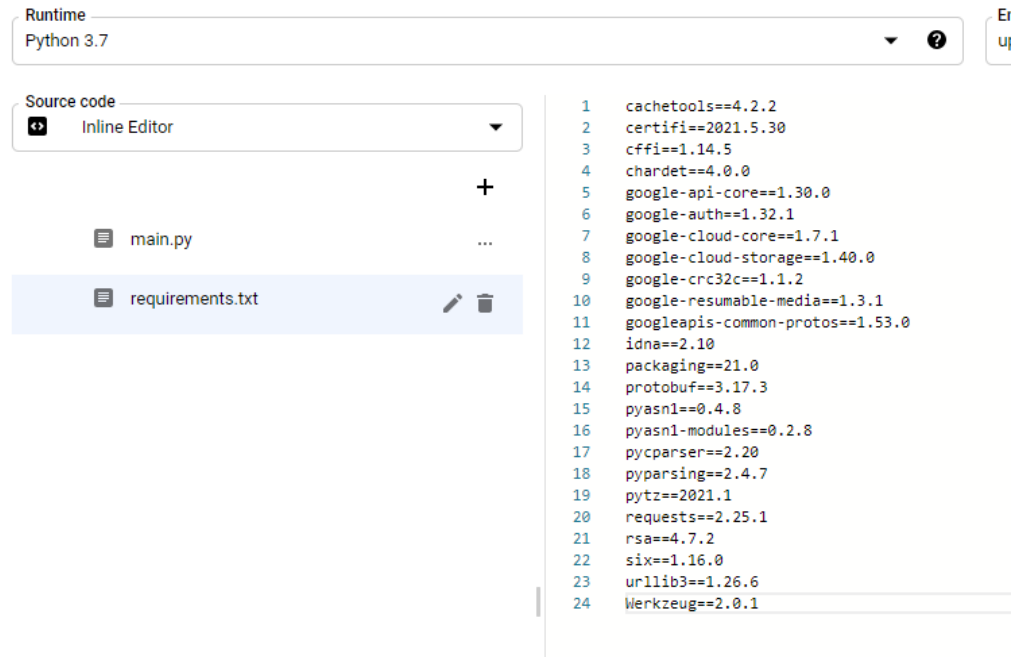 Runtime
Python 3.7
Source code
Inline Editor
main.py
...
requirements.txt
1 cachetools==4.2.2
2 certifi==2021.5.30
3 cffi==1.14.5
4 chardet==4.0.0
5 google-api-core==1.30.0
6 google-auth==1.32.1
7 google-cloud-core==1.7.1
8 google-cloud-storage==1.40.0
9 google-crc32c==1.1.2
10 google-resumable-media==1.3.1
11 googleapis-common-protos==1.53.0
12 idna==2.10
13 packaging==21.0
14 protobuf==3.17.3
15 pyasn1==0.4.8
16 pyasn1-modules==0.2.8
17 pycparser==2.20
18 pyparsing==2.4.7
19 pytz==2021.1
20 requests==2.25.1
21 rsa==4.7.2
22 six==1.16.0
23 urllib3==1.26.6
24 Werkzeug==2.0.1